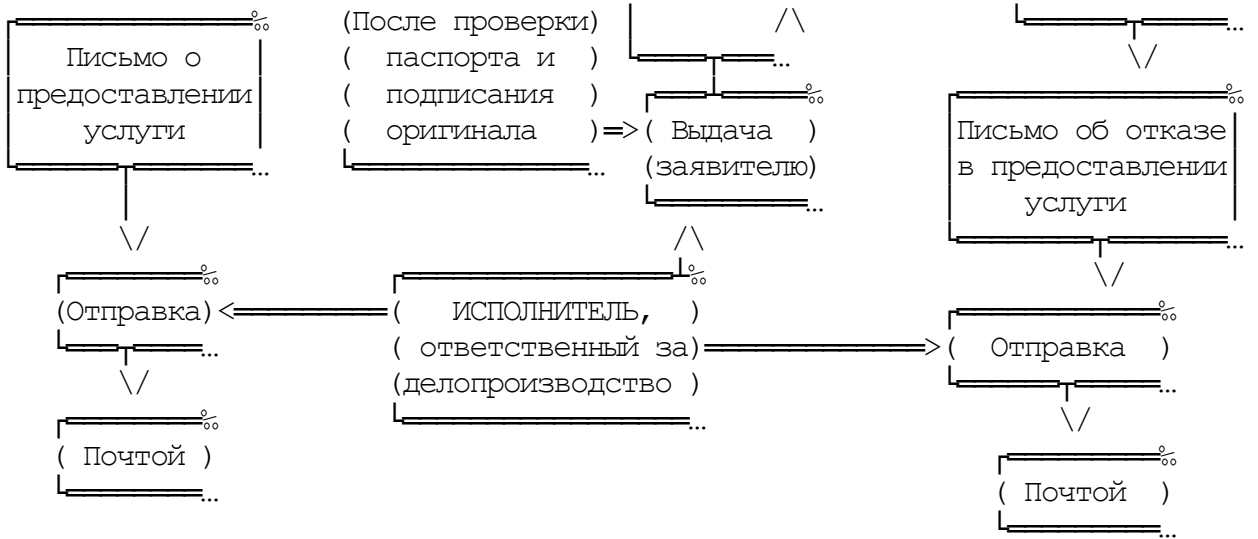 (После проверки)
( паспорта и )
( подписания )
( оригинала )=>
Письмо о
предоставлении
услуги
( Выдача )
(заявителю)
Письмо об отказе
в предоставлении
услуги
(Отправка)<
( ИСПОЛНИТЕЛЬ, )
( ответственный за)
(делопроизводство )
>( Отправка )
( Почтой )
( Почтой )